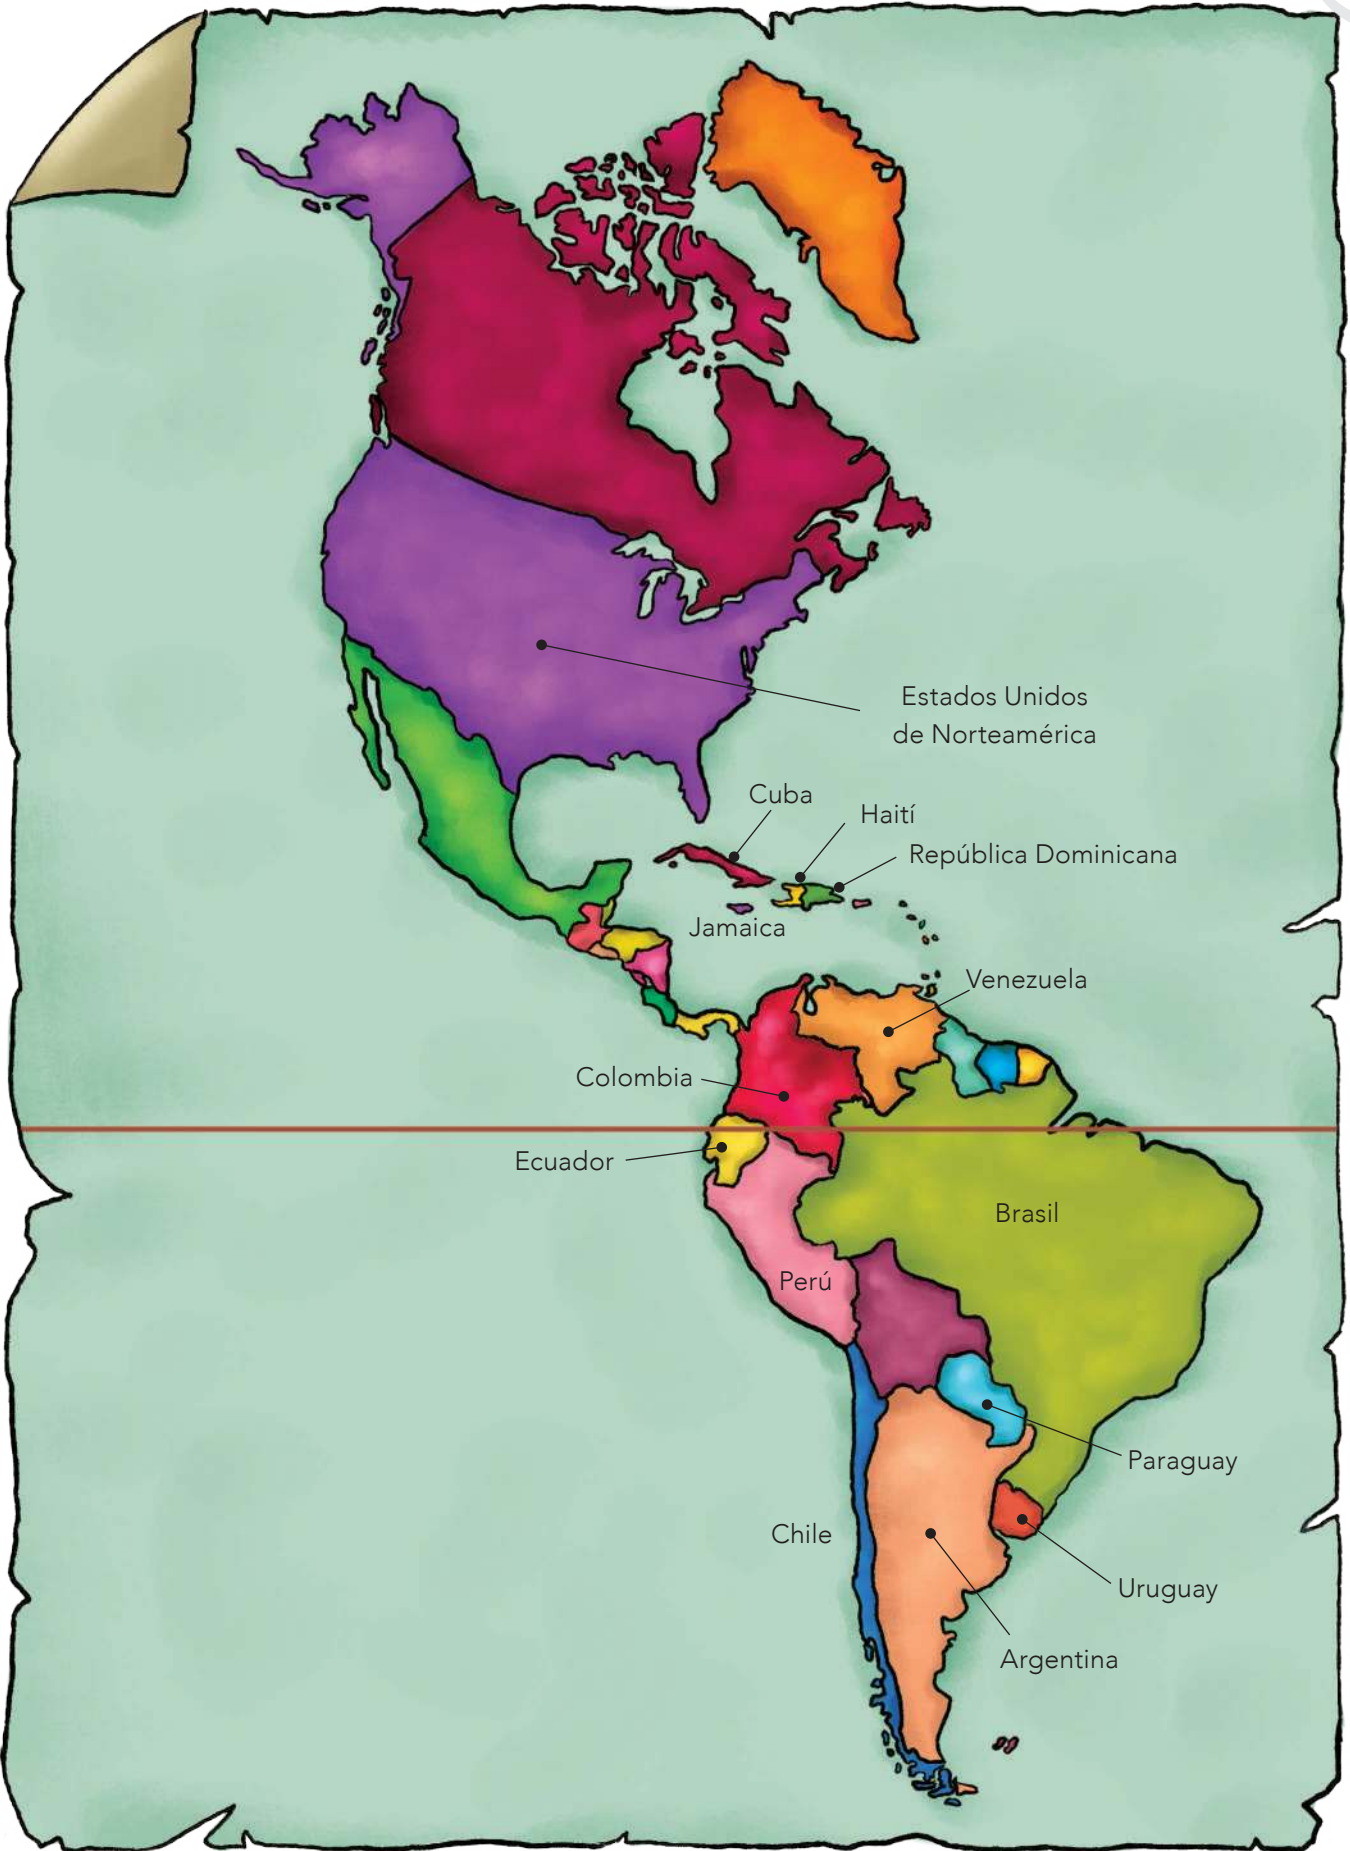 Estados Unidos
de Norteamérica
Cuba
Haití
República Dominicana
Jamaica
Venezuela
Colombia
Ecuador
Brasil
Perú
Paraguay
Chile
Uruguay
Argentina